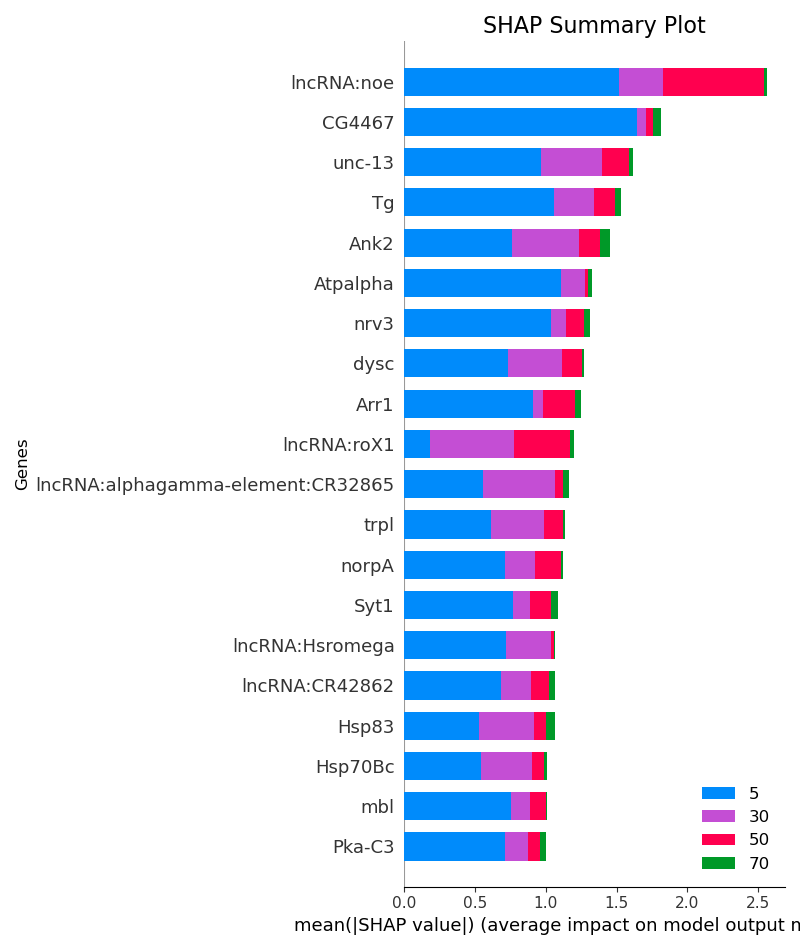 SHAP Summary Plot
lncRNA:noe
CG4467
unc-13
Tg
Ank2
Atpalpha
nrv3
dysc
Arr1
lncRNA:roX1
Genes
lncRNA:alphagamma-element:CR32865
trpl
norpA
Syt1
lncRNA:Hsromega
lncRNA:CR42862
Hsp83
Hsp70Bc
mbl
Pka-C3
5
30
50
70
0.0 0.5 1.0 1.5 2.0 2.5
mean(|SHAP value|) (average impact on model output